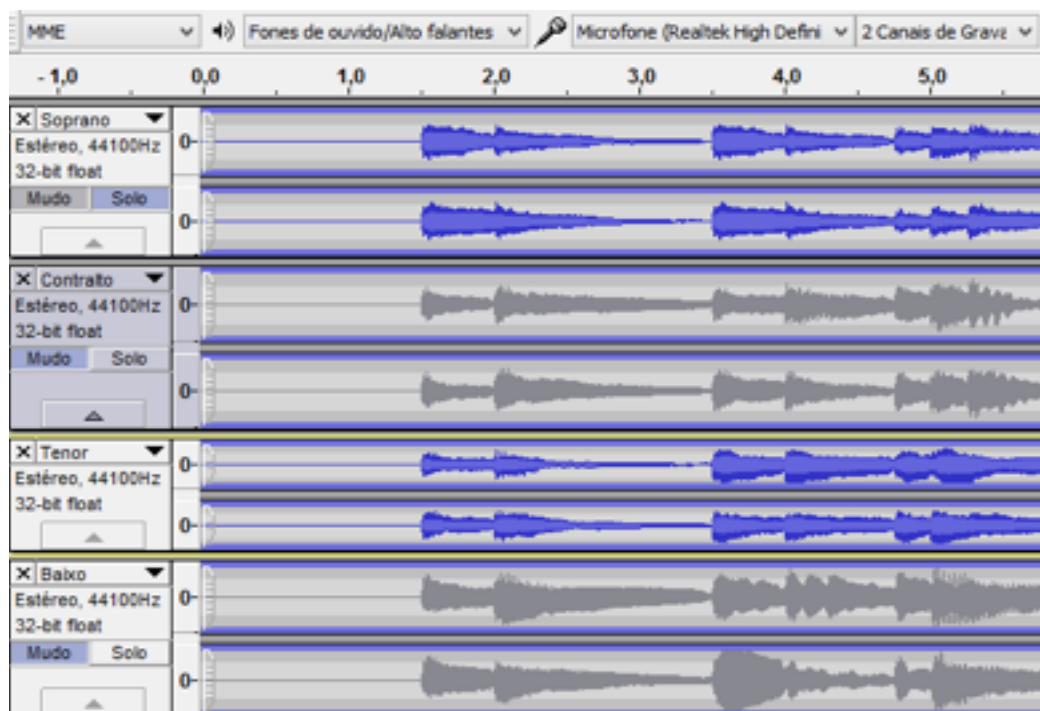 MME Fones de ouvido/Alto falantes Microfone (Realtek High Defini 2 Canais de Grava
- 1,0 0,0 1,0 2,0 3,0 4,0 5,0
X Soprano
Estéreo, 44100Hz
0-
32-bit float
Mudo Solo
0-
X Contralto
Estéreo, 44100Hz
0-
32-bit float
Mudo Solo
0-
X Tenor
0-
Estéreo, 44100Hz
32-bit float
0-
X Baixo
Estéreo, 44100Hz
0-
32-bit float
Mudo Solo
0-